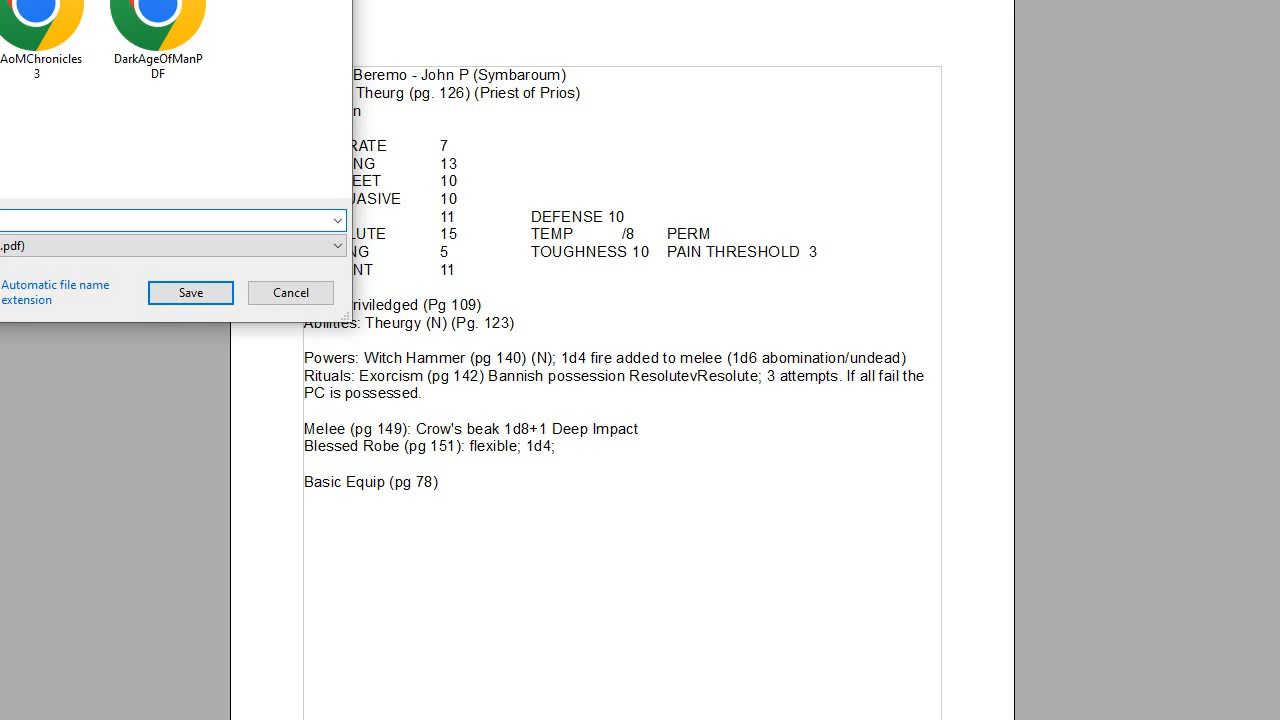 AoMChronicles
3
DarkAgeOfManP
DF
.pdf)
Automatic file name
extension
Save
Cancel
Beremo - John P (Symbaroum)
Theurg (pg. 126) (Priest of Prios)
n
RATE 7
NG 13
EET 10
UASIVE 10
11 DEFENSE 10
LUTE 15 TEMP /8 PERM
NG 5 TOUGHNESS 10 PAIN THRESHOLD 3
NT 11
riviledged (Pg 109)
Abilities: Theurgy (N) (Pg. 123)
Powers: Witch Hammer (pg 140) (N); 1d4 fire added to melee (1d6 abomination/undead)
Rituals: Exorcism (pg 142) Bannish possession ResolutevResolute; 3 attempts. If all fail the
PC is possessed.
Melee (pg 149): Crow's beak 1d8+1 Deep Impact
Blessed Robe (pg 151): flexible; 1d4;
Basic Equip (pg 78)